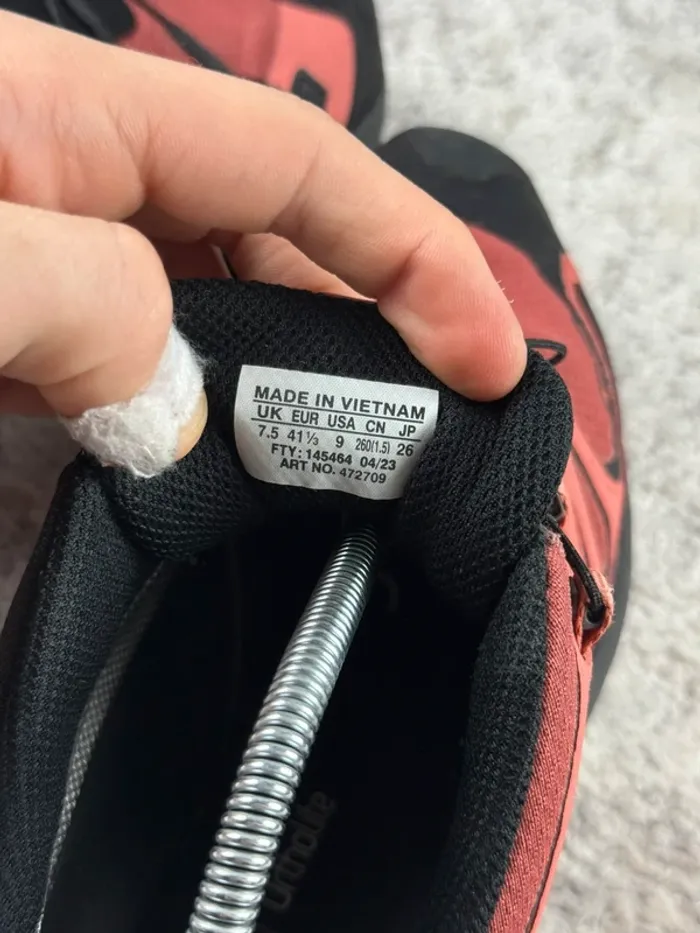 MADE IN VIETNAM
UK EUR USA CN JP
7.5 41⅓ 9 260(1.5) 26
FTY: 145464 04/23
ART NO. 472709
ortholite